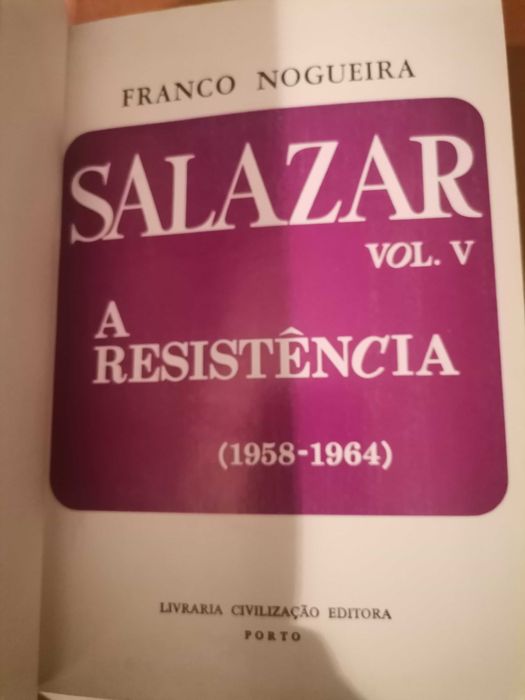 FRANCO NOGUEIRA
SALAZAR
VOL. V
A
RESISTÊNCIA
(1958-1964)
LIVRARIA CIVILIZAÇÃO EDITORA
PORTO